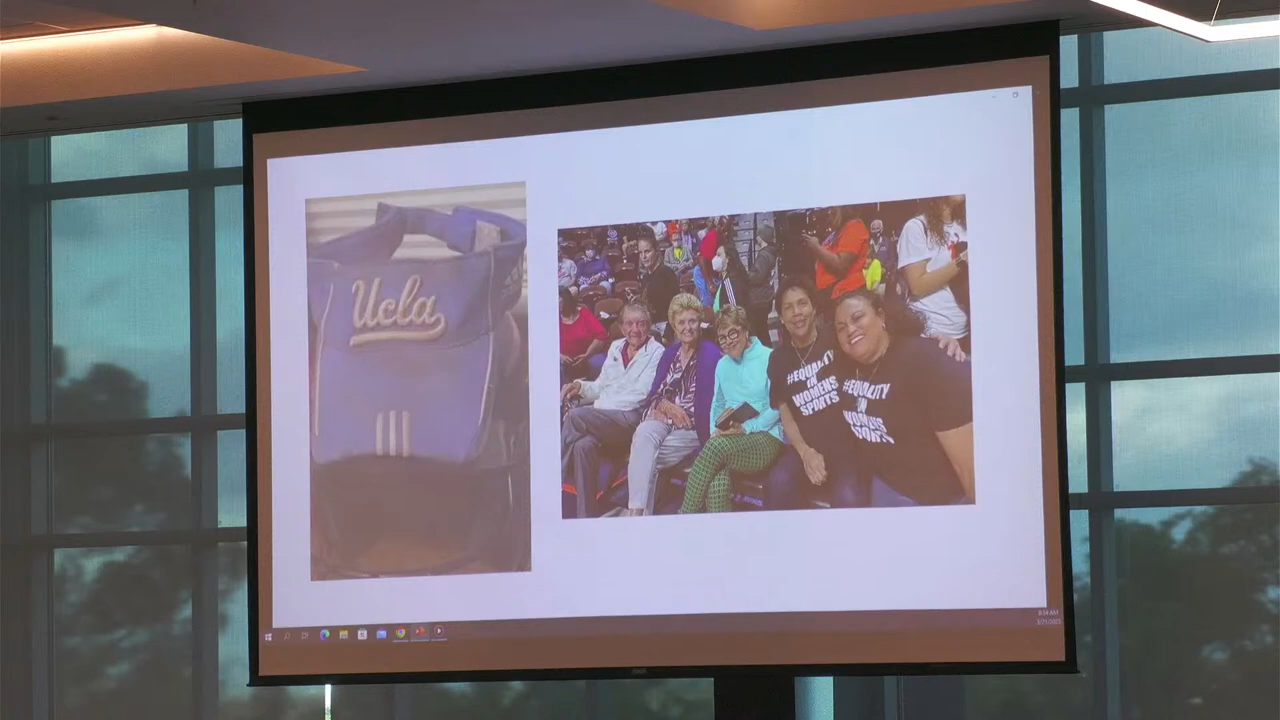 Ucla
#EQUALITY
IN
WOMENS
SPORTS
#EQUALITY
IN
WOMENS
SPORTS